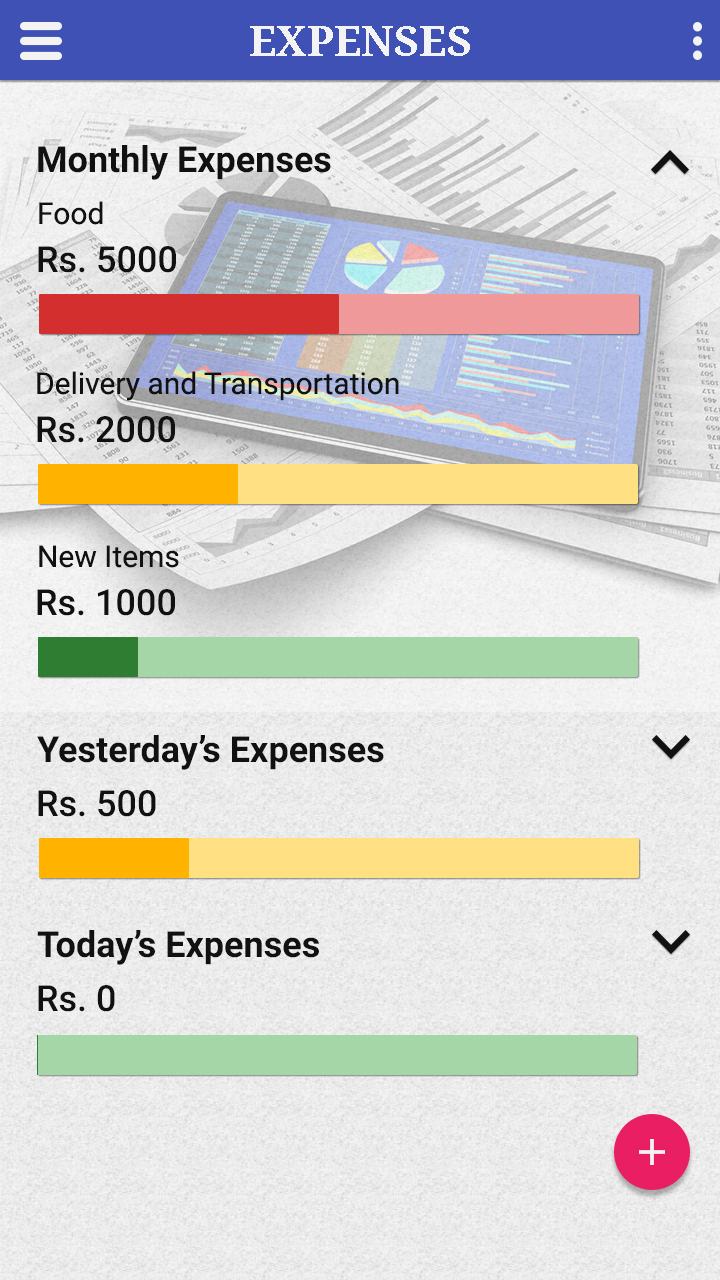 EXPENSES
Monthly Expenses
Food
Rs. 5000
Delivery and Transportation
Rs. 2000
New Items
Rs. 1000
Yesterday’s Expenses
Rs. 500
Today’s Expenses
Rs. 0
+